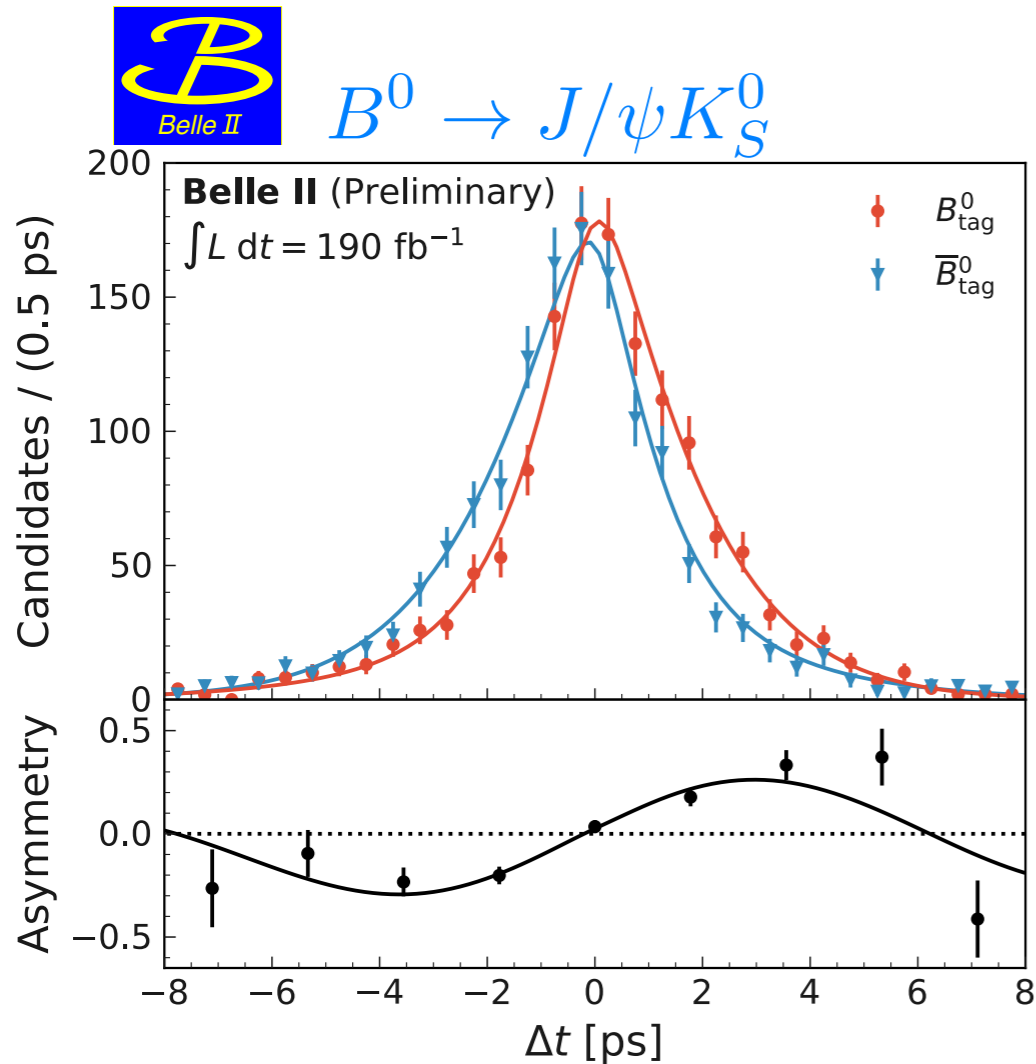 B
Belle II
B⁰ → J/ψK⁰_S
Belle II (Preliminary)
∫L dt = 190 fb⁻¹
B⁰_tag
B̅⁰_tag
Candidates / (0.5 ps)
200
150
100
50
0
Asymmetry
0.5
0.0
−0.5
−8 −6 −4 −2 0 2 4 6 8
Δt [ps]